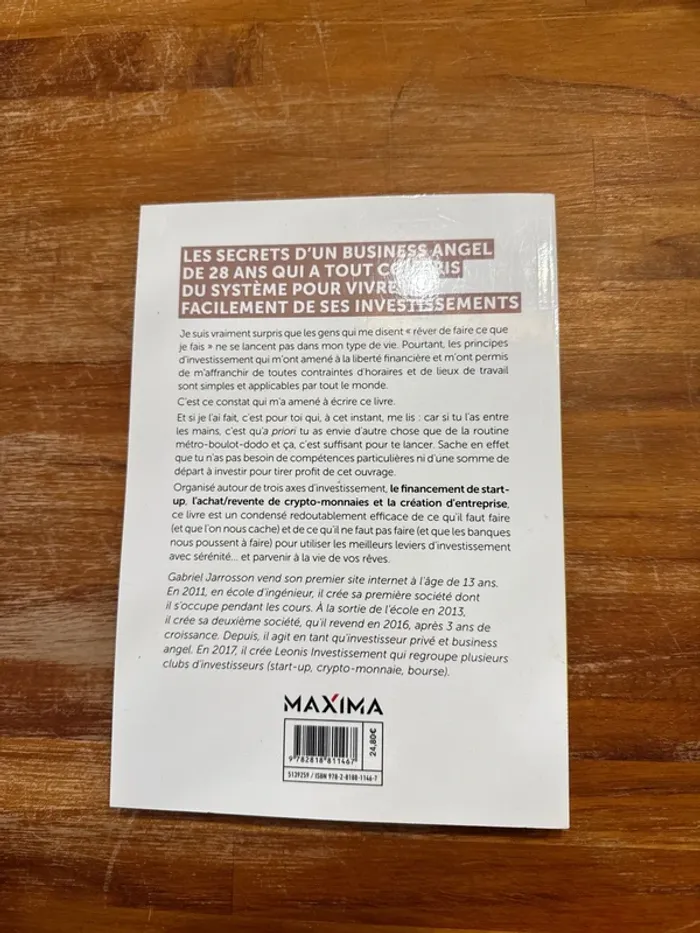 LES SECRETS D'UN BUSINESS ANGEL
DE 28 ANS QUI A TOUT COMPRIS
DU SYSTÈME POUR VIVRE
FACILEMENT DE SES INVESTISSEMENTS
Je suis vraiment surpris que les gens qui me disent « rêver de faire ce que
je fais » ne se lancent pas dans mon type de vie. Pourtant, les principes
d'investissement qui m'ont amené à la liberté financière et m'ont permis
de m'affranchir de toutes contraintes d'horaires et de lieux de travail
sont simples et applicables par tout le monde.
C'est ce constat qui m'a amené à écrire ce livre.
Et si je l'ai fait, c'est pour toi qui, à cet instant, me lis : car si tu l'as entre
les mains, c'est qu'a priori tu as envie d'autre chose que de la routine
métro-boulot-dodo et ça, c'est suffisant pour te lancer. Sache en effet
que tu n'as pas besoin de compétences particulières ni d'une somme de
départ à investir pour tirer profit de cet ouvrage.
Organisé autour de trois axes d'investissement, le financement de start-
up, l'achat/revente de crypto-monnaies et la création d'entreprise,
ce livre est un condensé redoutablement efficace de ce qu'il faut faire
(et que l'on nous cache) et de ce qu'il ne faut pas faire (et que les banques
nous poussent à faire) pour utiliser les meilleurs leviers d'investissement
avec sérénité... et parvenir à la vie de vos rêves.
Gabriel Jarrosson vend son premier site internet à l'âge de 13 ans.
En 2011, en école d'ingénieur, il crée sa première société dont
il s'occupe pendant les cours. À la sortie de l'école en 2013,
il crée sa deuxième société, qu'il revend en 2016, après 3 ans de
croissance. Depuis, il agit en tant qu'investisseur privé et business
angel. En 2017, il crée Leonis Investissement qui regroupe plusieurs
clubs d'investisseurs (start-up, crypto-monnaie, bourse).
MAXIMA
24,80€
9 782818 811467
5139259 / ISBN 978-2-8188-1146-7